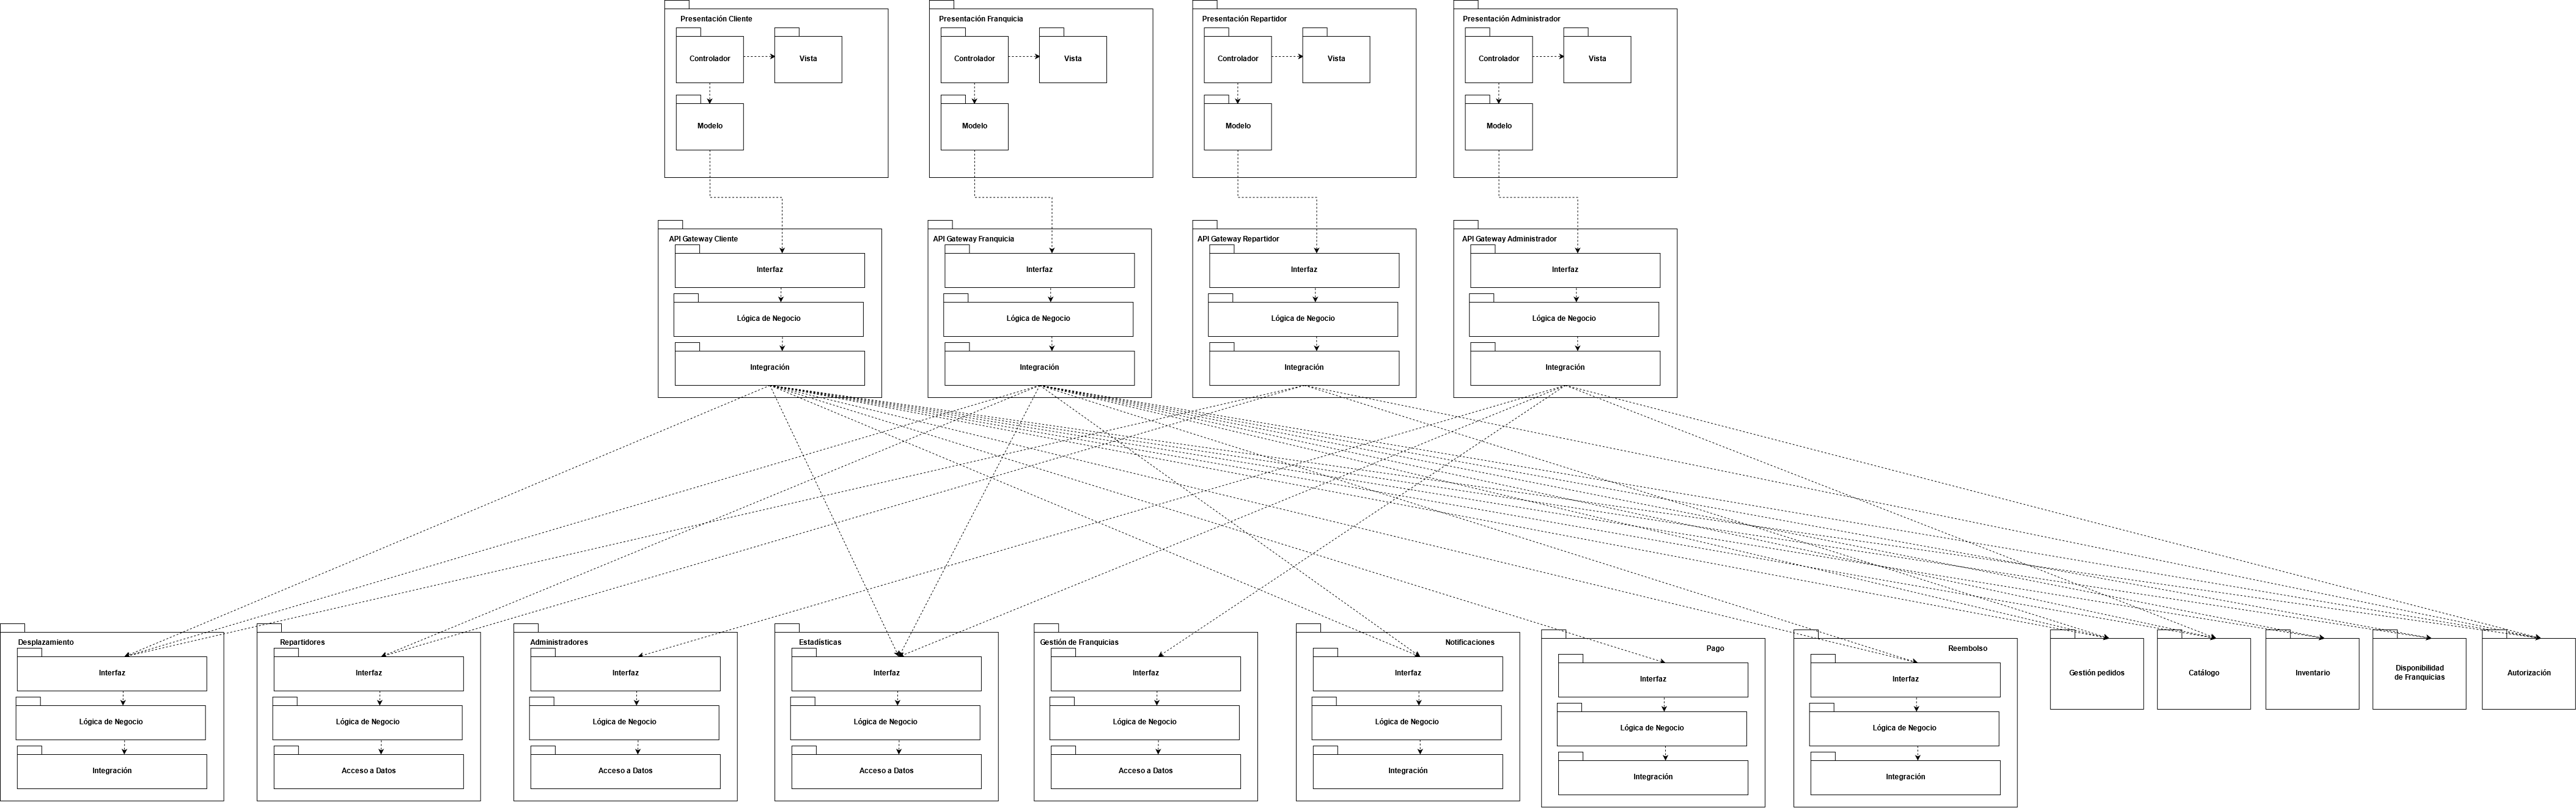 Presentación Cliente
Controlador
Vista
Modelo
Presentación Franquicia
Controlador
Vista
Modelo
Presentación Repartidor
Controlador
Vista
Modelo
Presentación Administrador
Controlador
Vista
Modelo
API Gateway Cliente
Interfaz
Lógica de Negocio
Integración
API Gateway Franquicia
Interfaz
Lógica de Negocio
Integración
API Gateway Repartidor
Interfaz
Lógica de Negocio
Integración
API Gateway Administrador
Interfaz
Lógica de Negocio
Integración
Desplazamiento
Interfaz
Lógica de Negocio
Integración
Repartidores
Interfaz
Lógica de Negocio
Acceso a Datos
Administradores
Interfaz
Lógica de Negocio
Acceso a Datos
Estadísticas
Interfaz
Lógica de Negocio
Acceso a Datos
Gestión de Franquicias
Interfaz
Lógica de Negocio
Acceso a Datos
Notificaciones
Interfaz
Lógica de Negocio
Integración
Pago
Interfaz
Lógica de Negocio
Integración
Reembolso
Interfaz
Lógica de Negocio
Integración
Gestión pedidos
Catálogo
Inventario
Disponibilidad
de Franquicias
Autorización